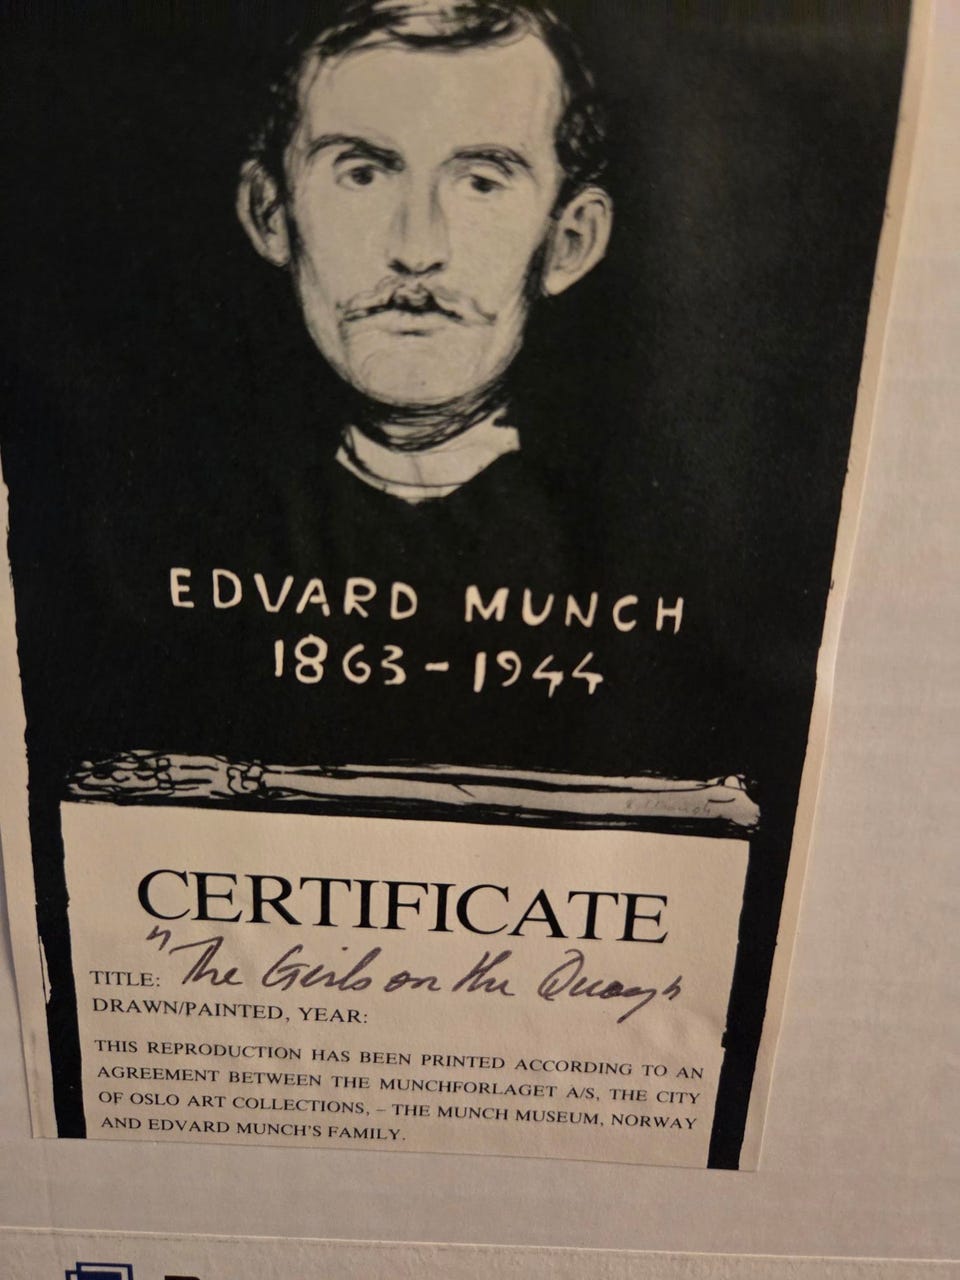 EDVARD MUNCH
1863-1944
CERTIFICATE
TITLE: "The Girls on the Quay"
DRAWN/PAINTED, YEAR:
THIS REPRODUCTION HAS BEEN PRINTED ACCORDING TO AN
AGREEMENT BETWEEN THE MUNCHFORLAGET A/S, THE CITY
OF OSLO ART COLLECTIONS, – THE MUNCH MUSEUM, NORWAY
AND EDVARD MUNCH'S FAMILY.